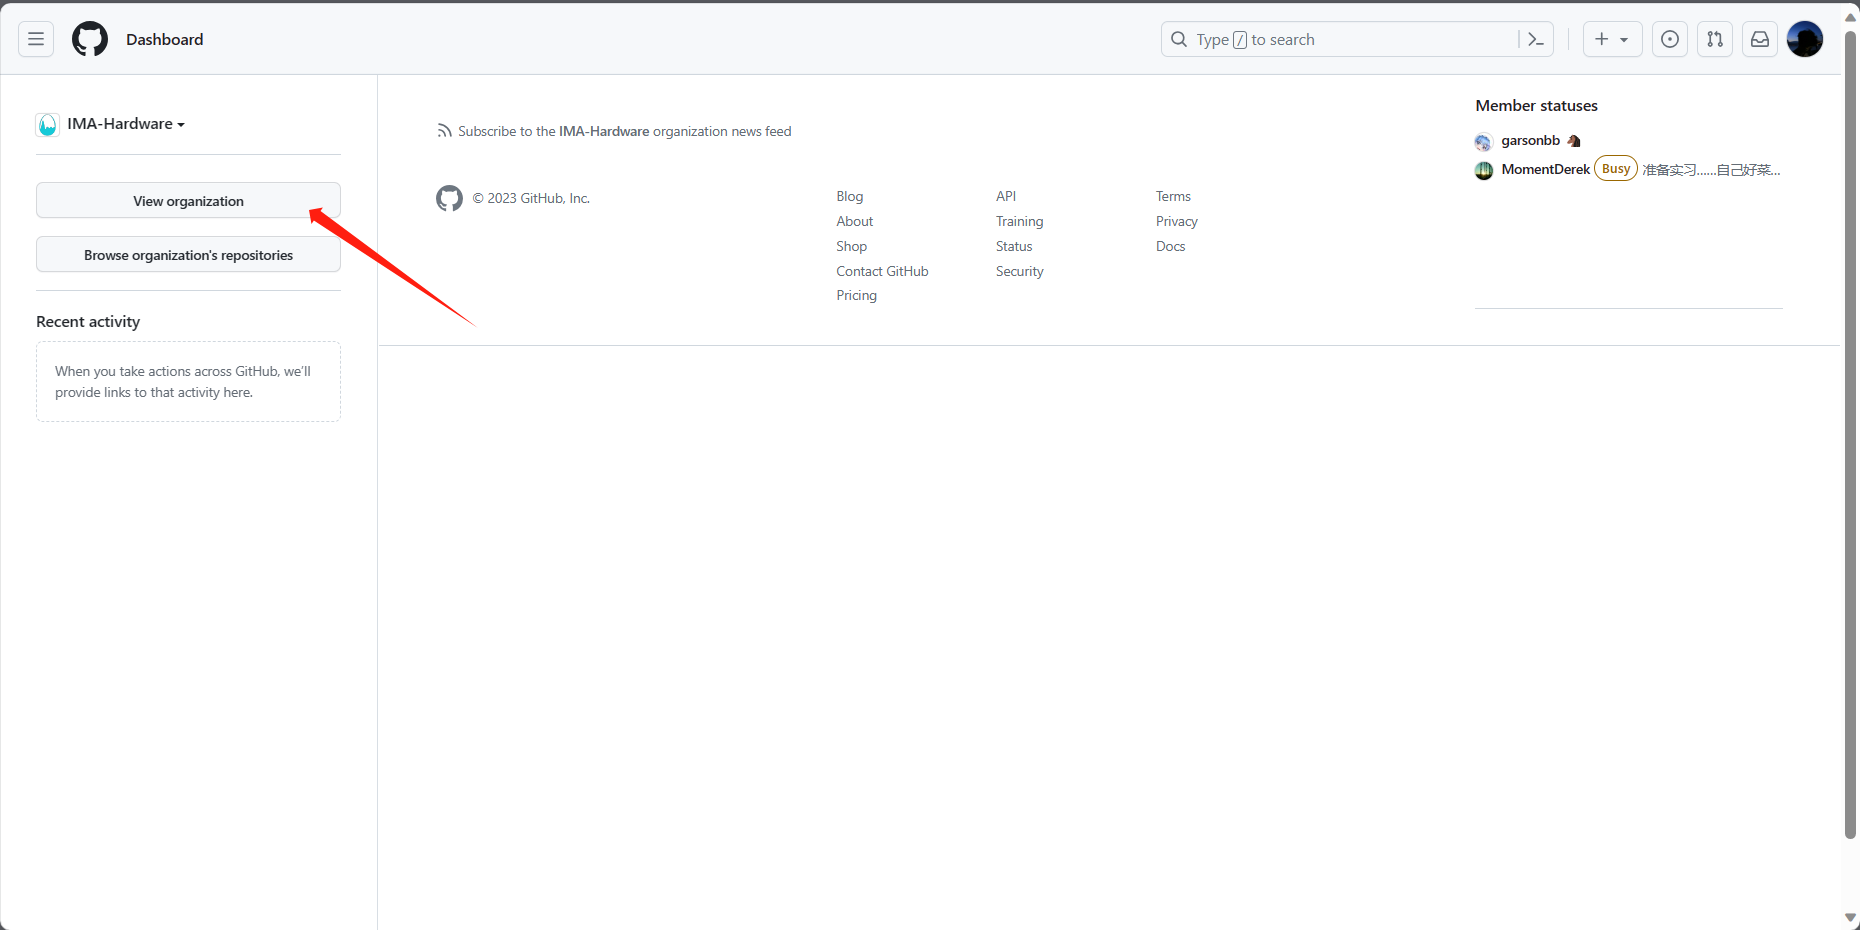 Dashboard
Type / to search
IMA-Hardware
View organization
Browse organization's repositories
Recent activity
When you take actions across GitHub, we'll
provide links to that activity here.
Subscribe to the IMA-Hardware organization news feed
© 2023 GitHub, Inc.
Blog
About
Shop
Contact GitHub
Pricing
API
Training
Status
Security
Terms
Privacy
Docs
Member statuses
garsonbb
MomentDerek Busy 准备实习......自己好菜...